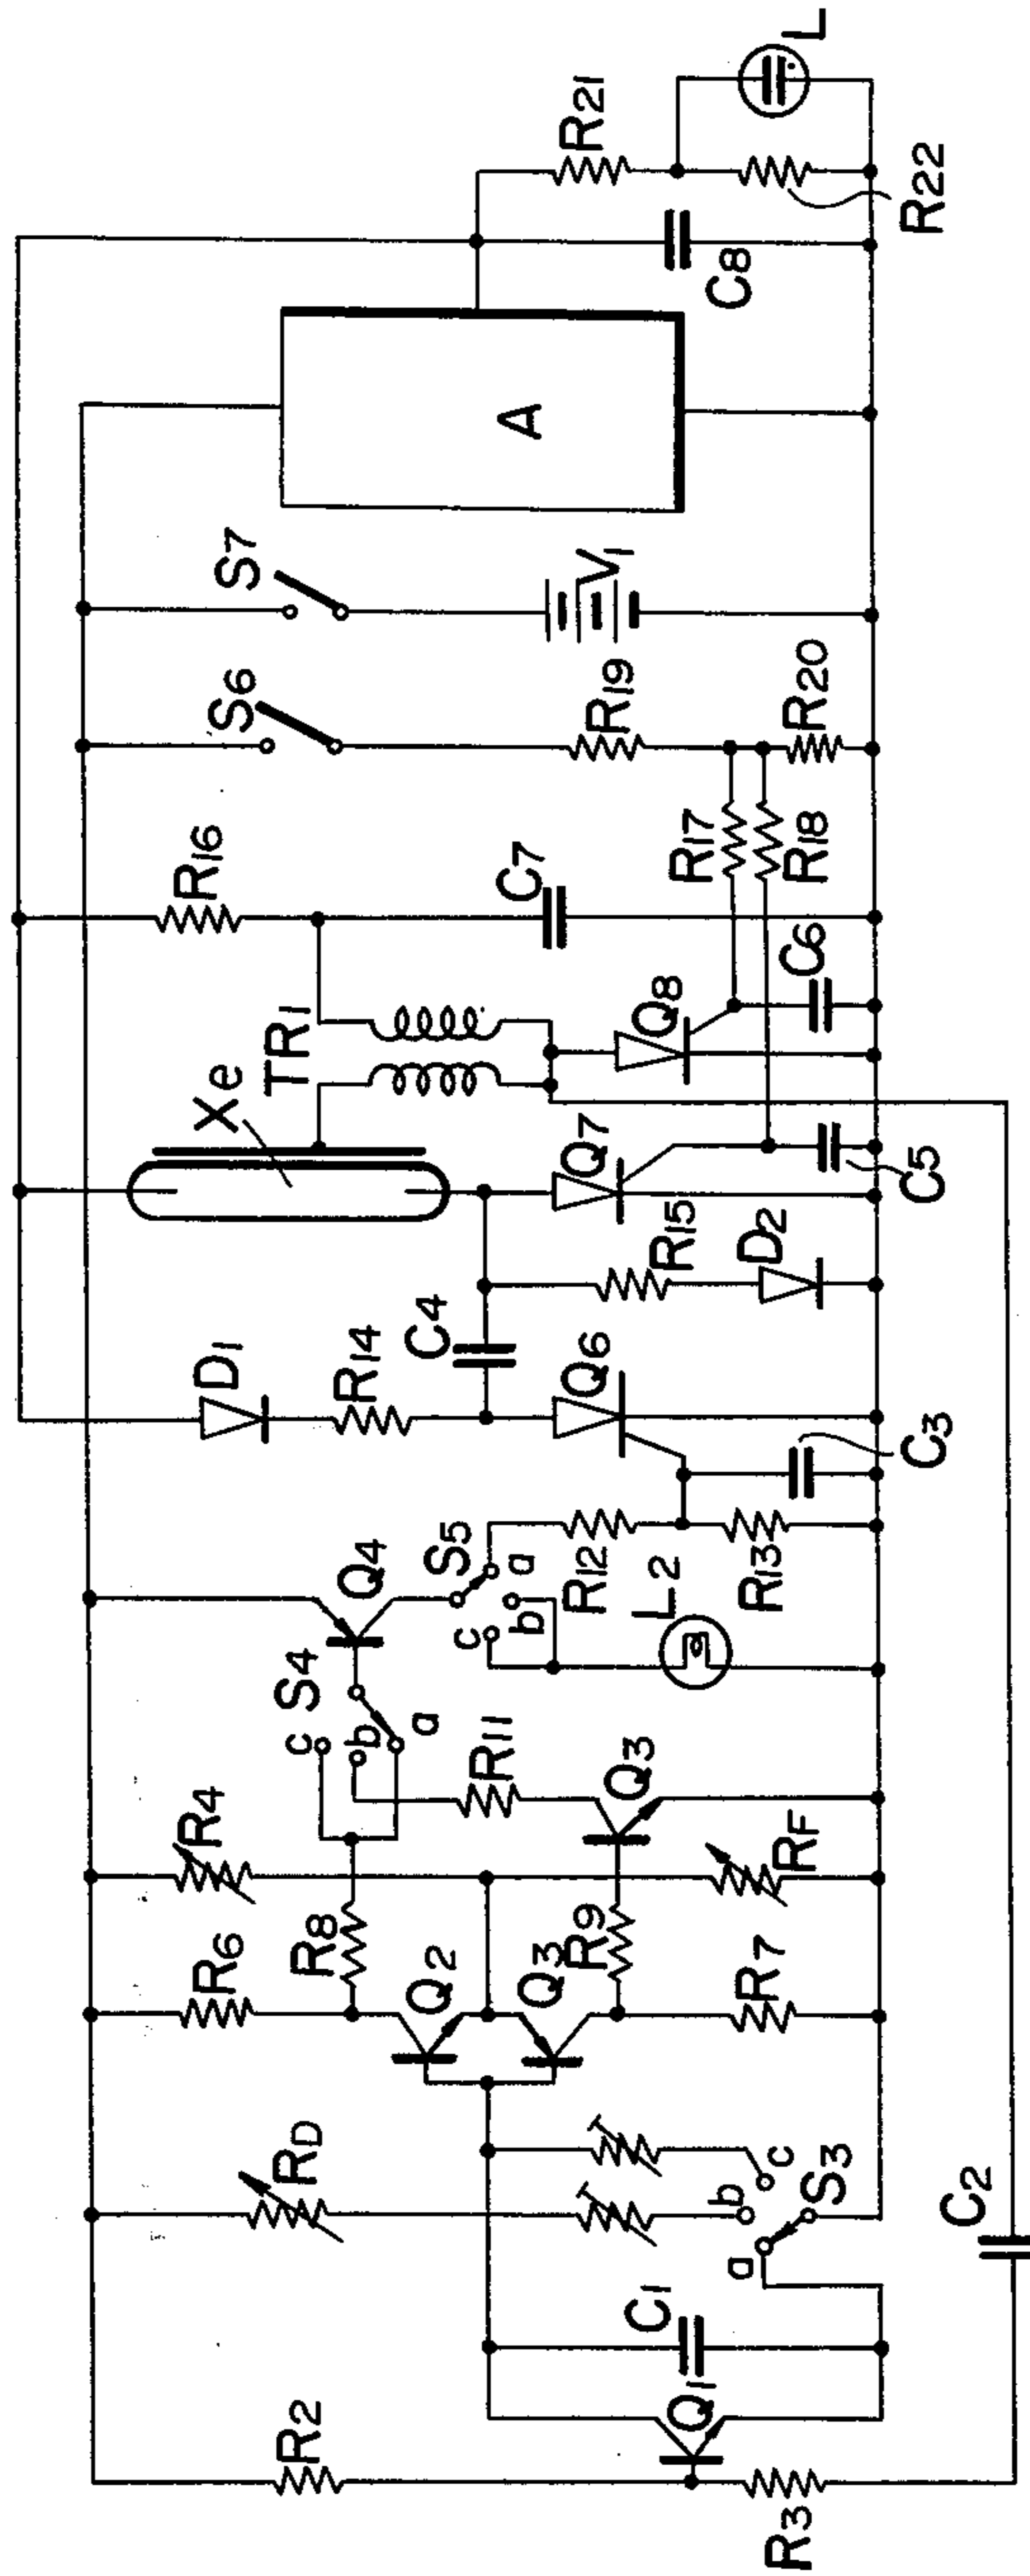 R2
R3
Q1
C1
C2
RD
a
b
c
S3
R6
R4
R8
Q2
Q3
R9
R7
RF
Q3
R11
S4
c
b
a
Q4
S5
c
b
a
L2
R12
R13
C3
D1
R14
C4
Q6
R15
D2
Xe
TR1
Q7
C5
Q8
C6
R16
C7
R17
R18
S6
R19
R20
S7
V1
A
C8
R21
R22
L